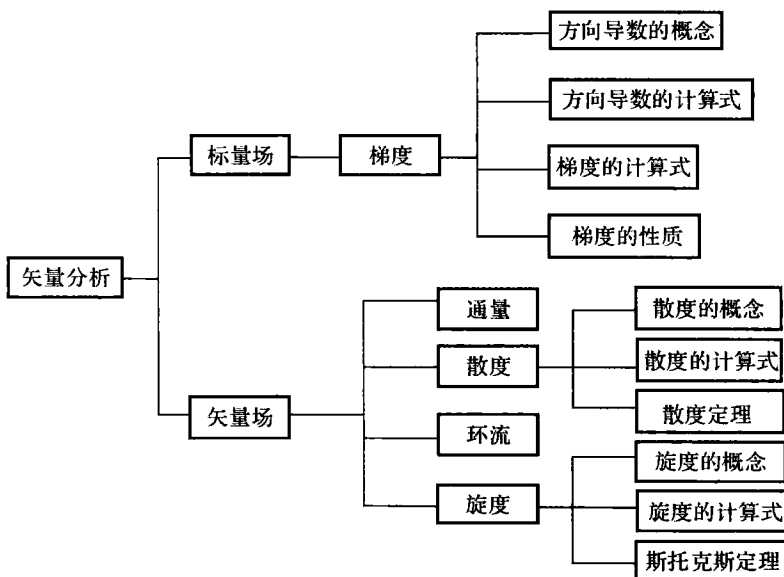 矢量分析
标量场
梯度
方向导数的概念
方向导数的计算式
梯度的计算式
梯度的性质
矢量场
通量
散度
散度的概念
散度的计算式
散度定理
环流
旋度
旋度的概念
旋度的计算式
斯托克斯定理